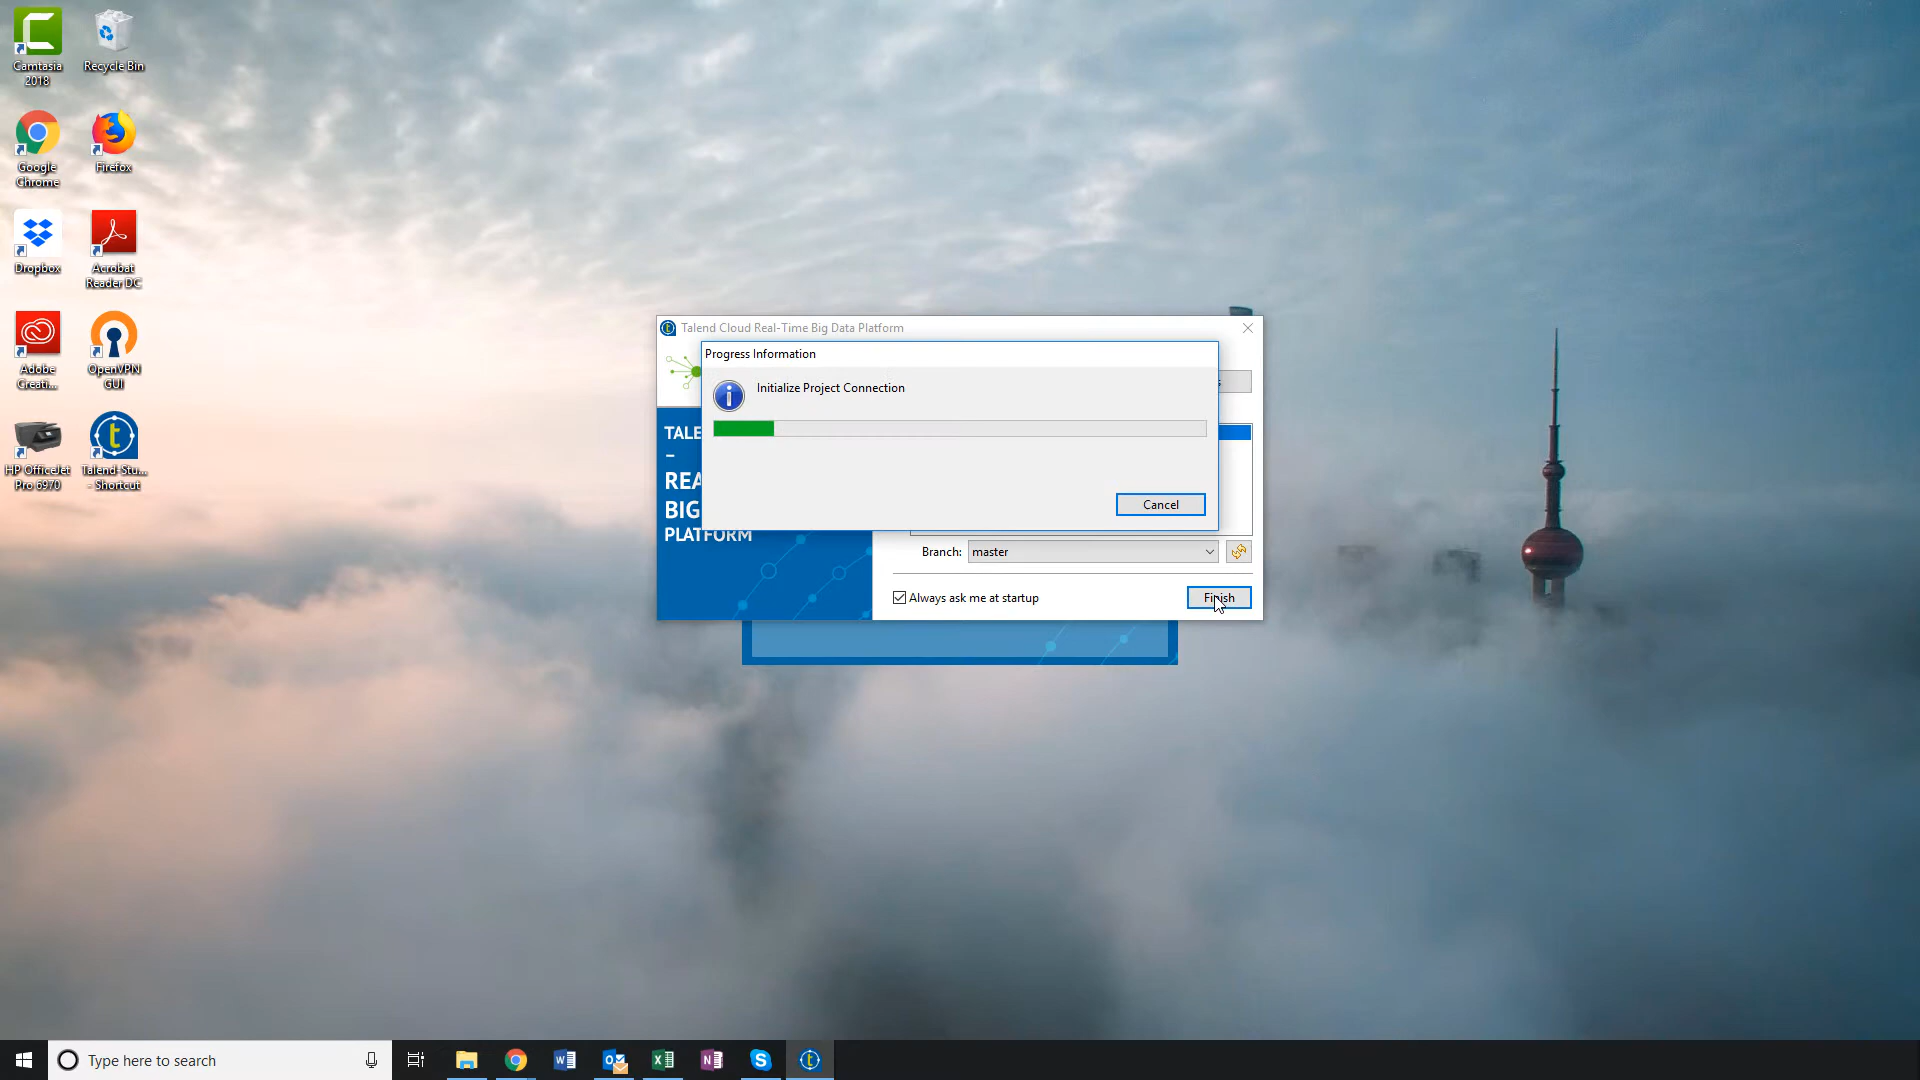 Camtasia
2018
Recycle Bin
Google
Chrome
Firefox
Dropbox
Acrobat
Reader DC
Adobe
Creati...
OpenVPN
GUI
HP OfficeJet
Pro 6970
Talend-Stu...
- Shortcut
Talend Cloud Real-Time Big Data Platform
Progress Information
Initialize Project Connection
Cancel
TALE
–
REA
BIG
PLATFORM
Branch:
master
Always ask me at startup
Finish
Type here to search